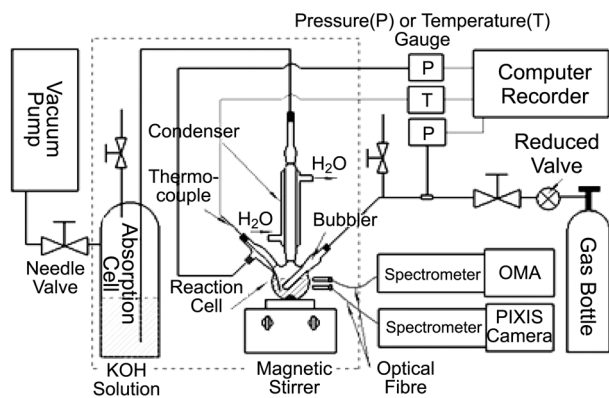 Pressure(P) or Temperature(T)
Gauge
P
T
P
Computer
Recorder
Vacuum
Pump
Condenser
H₂O
Thermo-
couple
H₂O
Bubbler
Reduced
Valve
Absorption
Cell
Needle
Valve
Reaction
Cell
Spectrometer
OMA
Spectrometer
PIXIS
Camera
Gas Bottle
KOH
Solution
Magnetic
Stirrer
Optical
Fibre